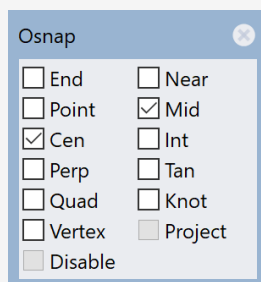 Osnap
End Near
Point Mid
Cen Int
Perp Tan
Quad Knot
Vertex Project
Disable